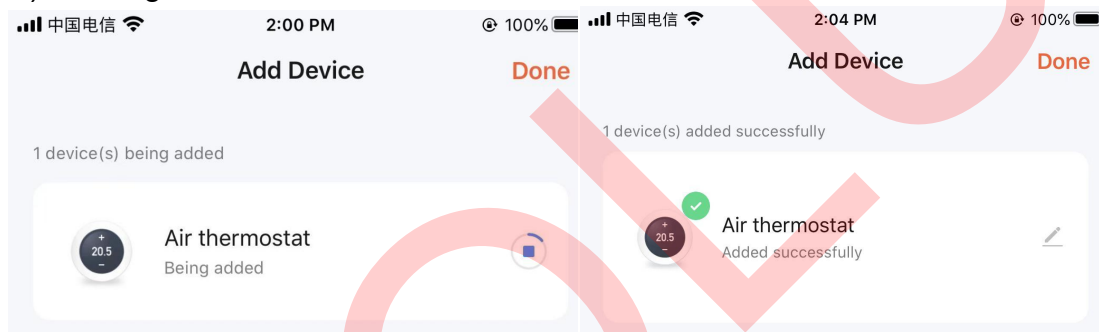 中国电信 2:00 PM 100%
Add Device Done
1 device(s) being added
+
20.5
−
Air thermostat
Being added
中国电信 2:04 PM 100%
Add Device Done
1 device(s) added successfully
+
20.5
−
Air thermostat
Added successfully